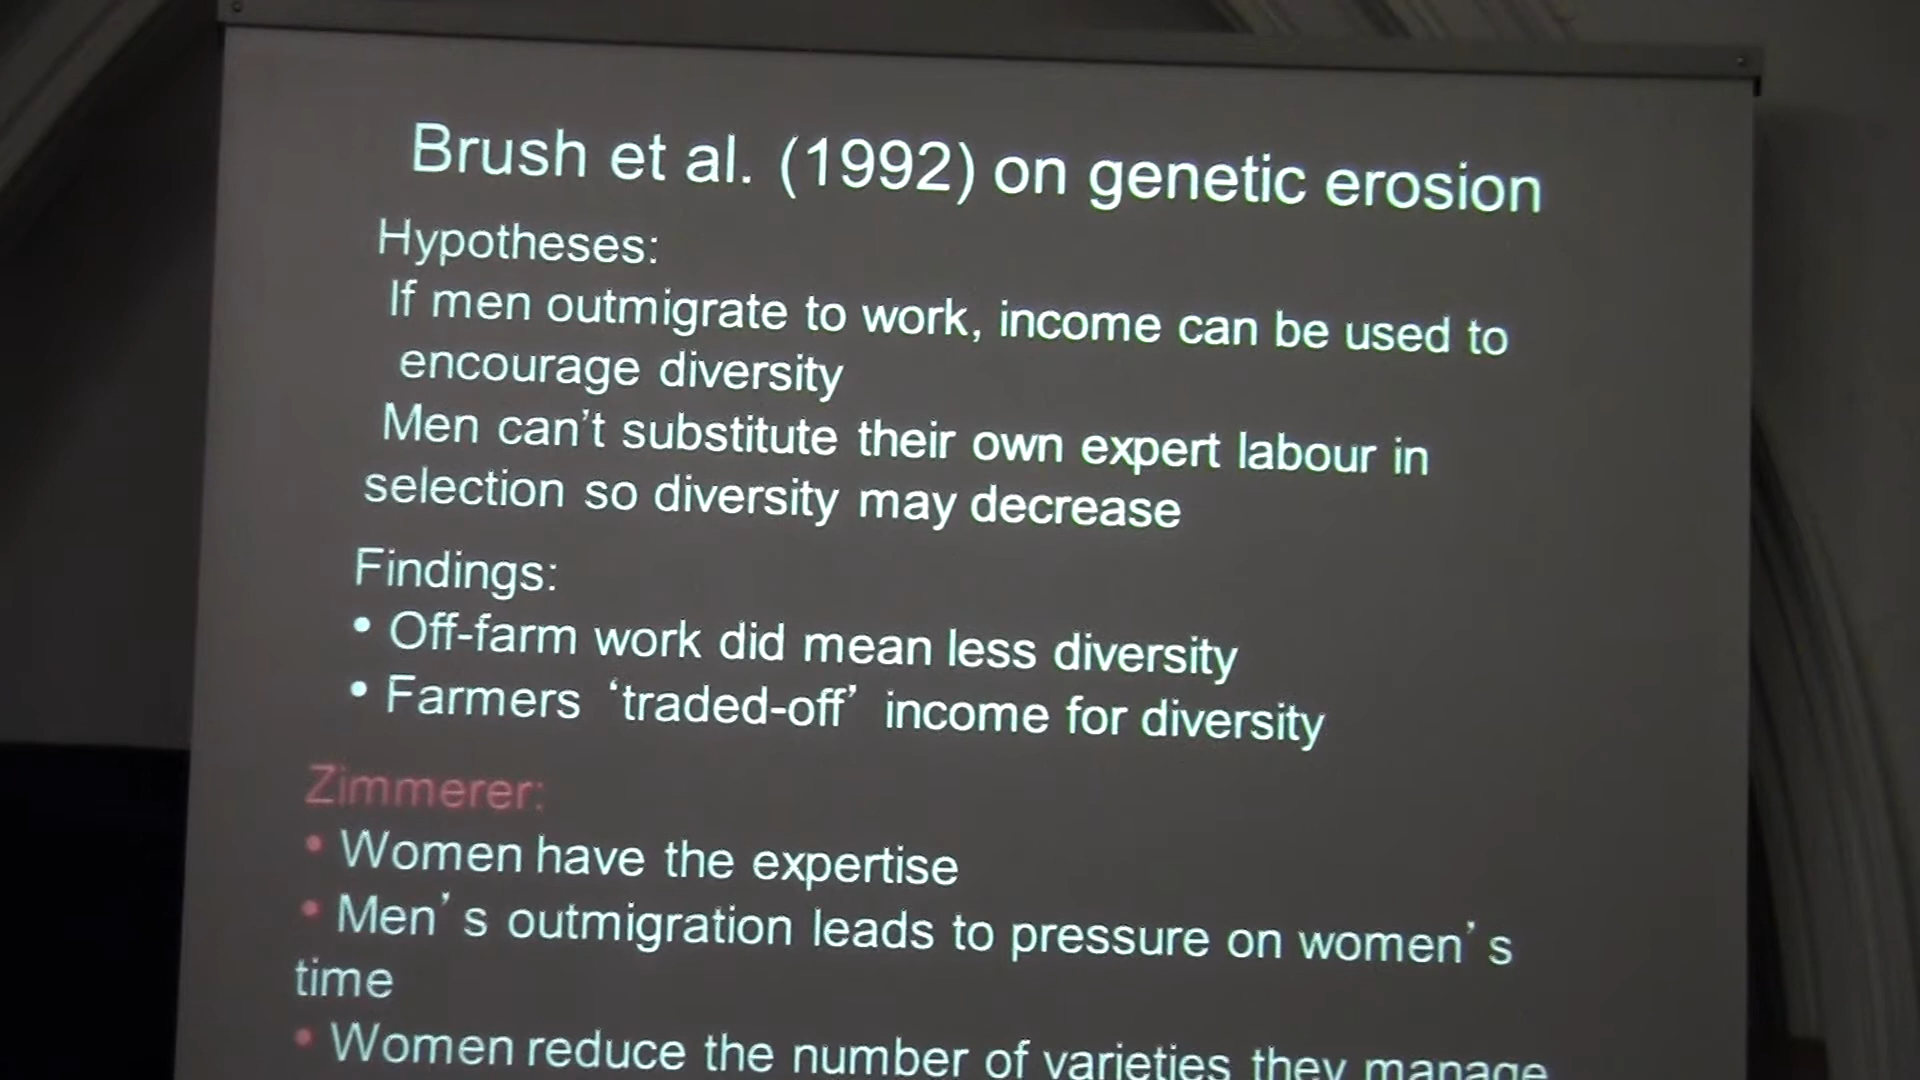 Brush et al. (1992) on genetic erosion
Hypotheses:
If men outmigrate to work, income can be used to
encourage diversity
Men can't substitute their own expert labour in
selection so diversity may decrease
Findings:
• Off-farm work did mean less diversity
• Farmers ‘traded-off’ income for diversity
Zimmerer:
• Women have the expertise
• Men’s outmigration leads to pressure on women’s
time
• Women reduce the number of varieties they manage